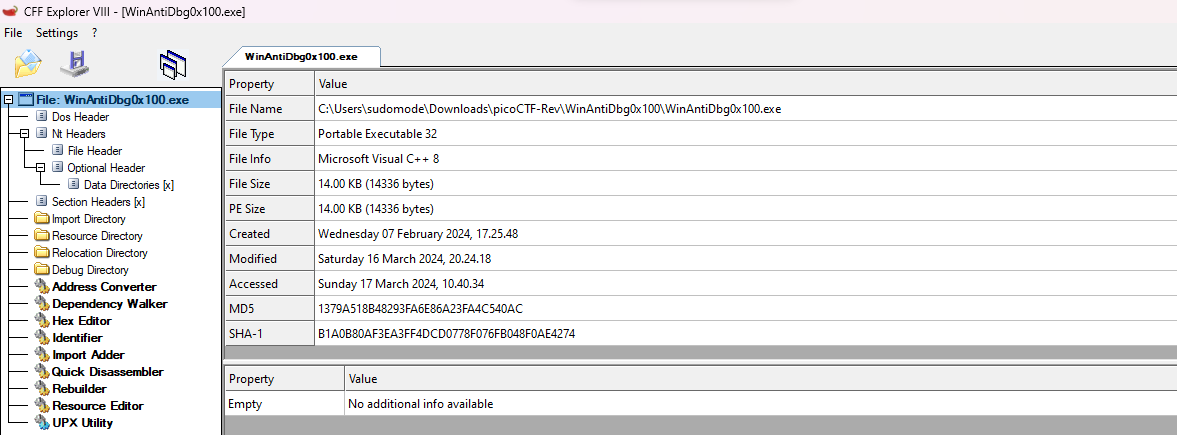 CFF Explorer VIII - [WinAntiDbg0x100.exe]
File Settings ?
WinAntiDbg0x100.exe
File: WinAntiDbg0x100.exe
Dos Header
Nt Headers
File Header
Optional Header
Data Directories [x]
Section Headers [x]
Import Directory
Resource Directory
Relocation Directory
Debug Directory
Address Converter
Dependency Walker
Hex Editor
Identifier
Import Adder
Quick Disassembler
Rebuilder
Resource Editor
UPX Utility
Property Value
File Name C:\Users\sudomode\Downloads\picoCTF-Rev\WinAntiDbg0x100\WinAntiDbg0x100.exe
File Type Portable Executable 32
File Info Microsoft Visual C++ 8
File Size 14.00 KB (14336 bytes)
PE Size 14.00 KB (14336 bytes)
Created Wednesday 07 February 2024, 17.25.48
Modified Saturday 16 March 2024, 20.24.18
Accessed Sunday 17 March 2024, 10.40.34
MD5 1379A518B48293FA6E86A23FA4C540AC
SHA-1 B1A0B80AF3EA3FF4DCD0778F076FB048F0AE4274
Property Value
Empty No additional info available